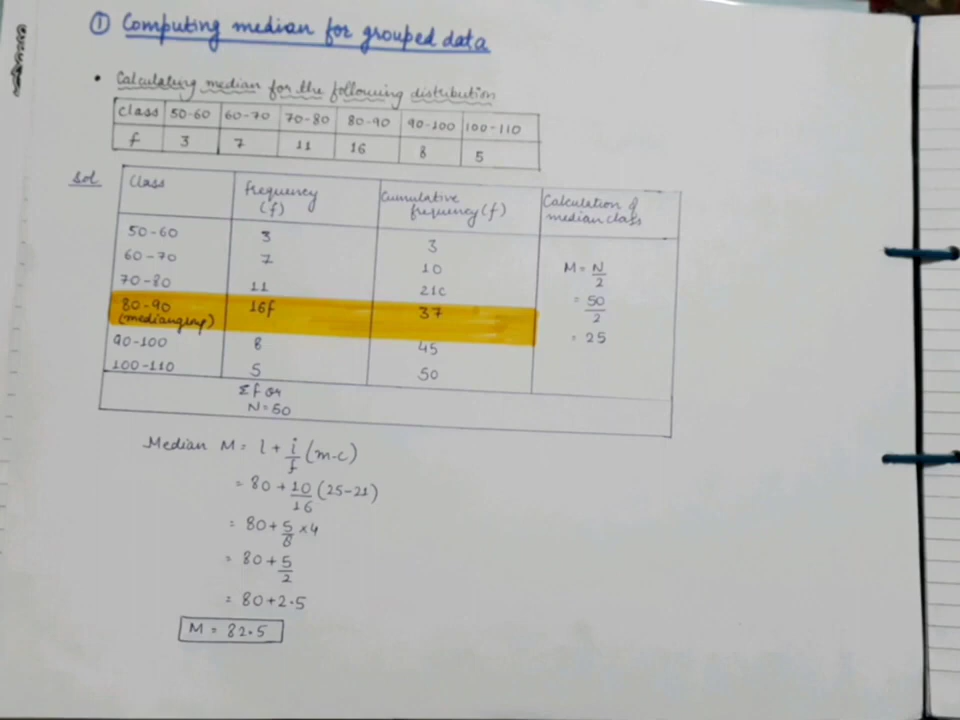 ① Computing median for grouped data
• Calculating median for the following distribution
class 50-60 60-70 70-80 80-90 90-100 100-110
f 3 7 11 16 8 5
Sol. Class frequency (f) Cumulative frequency (f) Calculation of median class
50-60 3 3
60-70 7 10 M = N/2
70-80 11 21c = 50/2
80-90 16f 37 = 25
(mediangroup)
90-100 8 45
100-110 5 50
Σf or
N = 50
Median M = l + i/f (m-c)
= 80 + 10/16 (25-21)
= 80 + 5/8 × 4
= 80 + 5/2
= 80 + 2.5
M = 82.5